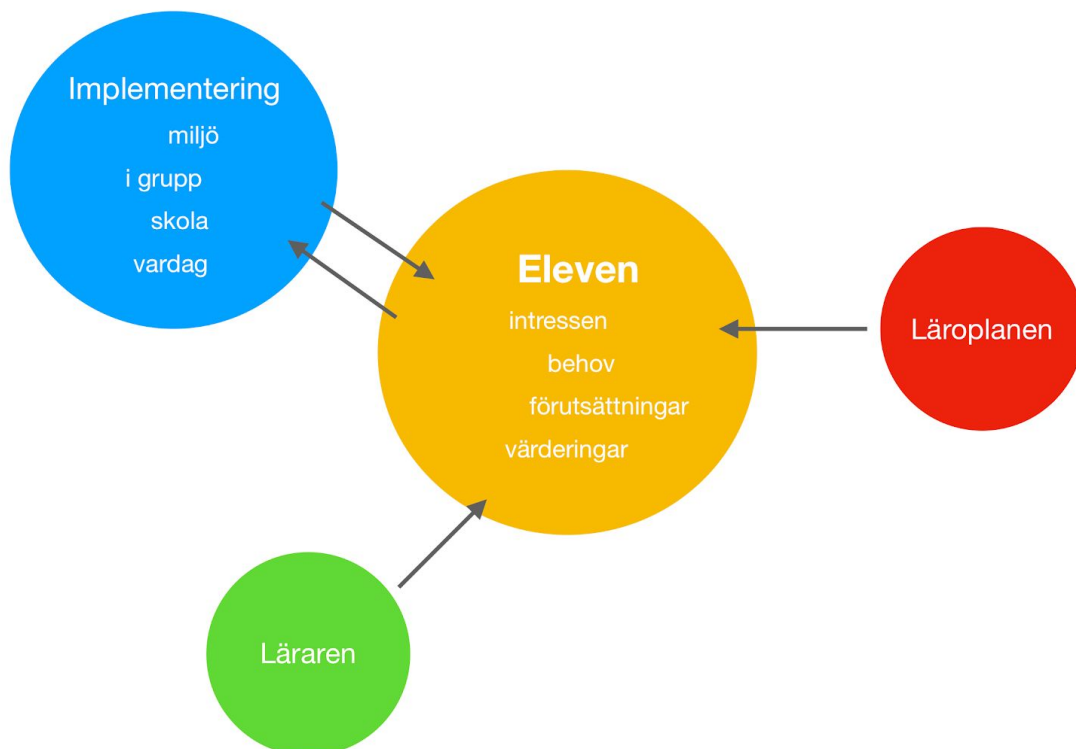 Implementering
miljö
i grupp
skola
vardag
Eleven
intressen
behov
förutsättningar
värderingar
Läroplanen
Läraren